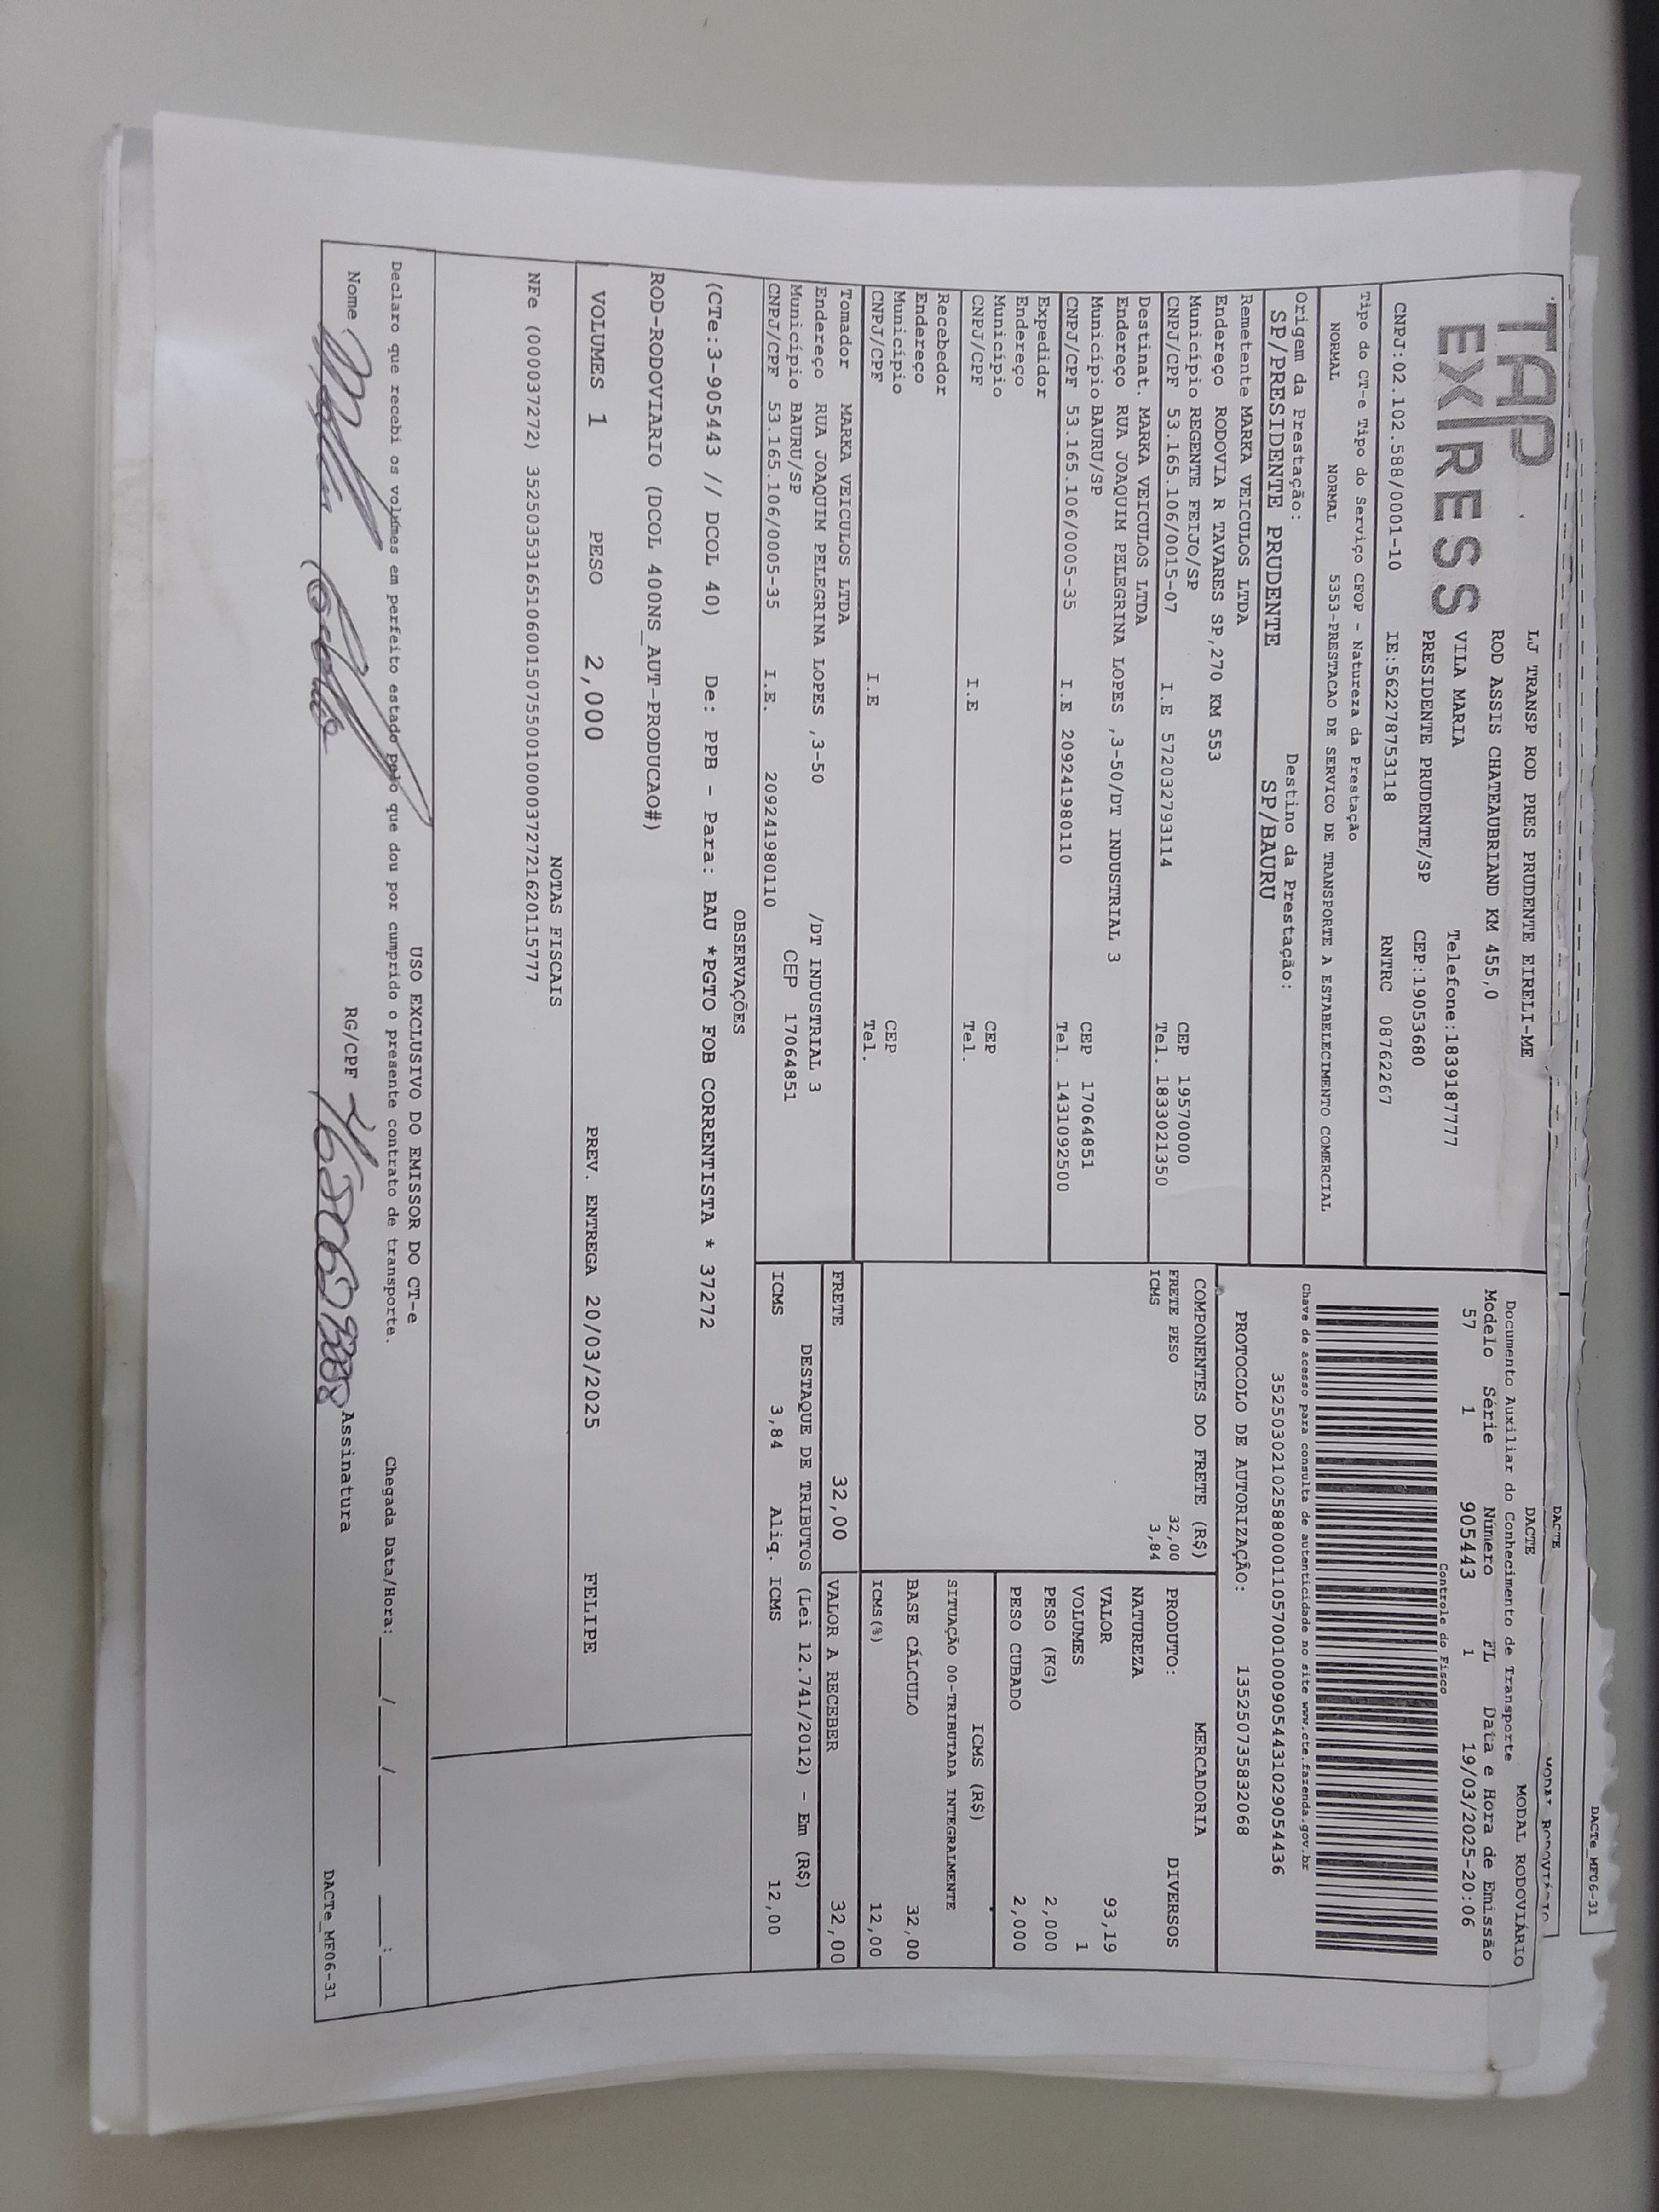 DACTe_MF06-31
DACTE
MODAL RODOVIÁRIO
TAP
EXPRESS
LJ TRANSP ROD PRES PRUDENTE EIRELI-ME
ROD ASSIS CHATEAUBRIAND KM 455,0
VILA MARIA Telefone:1839187777
PRESIDENTE PRUDENTE/SP CEP:19053680
CNPJ:02.102.588/0001-10 IE:562278753118 RNTRC 08762267
DACTE MODAL RODOVIÁRIO
Documento Auxiliar do Conhecimento de Transporte
Modelo Série Número FL Data e Hora de Emissão
57 1 905443 1 19/03/2025-20:06
Controle do Fisco
Tipo do CT-e Tipo do Serviço CFOP - Natureza da Prestação
NORMAL NORMAL 5353-PRESTACAO DE SERVICO DE TRANSPORTE A ESTABELECIMENTO COMERCIAL
Chave de acesso para consulta de autenticidade no site www.cte.fazenda.gov.br
35250302102588000110570010009054431029054436
Origem da Prestação: Destino da Prestação:
SP/PRESIDENTE PRUDENTE SP/BAURU
PROTOCOLO DE AUTORIZAÇÃO: 135250735832068
Remetente MARKA VEICULOS LTDA
Endereço RODOVIA R TAVARES SP,270 KM 553
Município REGENTE FEIJO/SP CEP 19570000
CNPJ/CPF 53.165.106/0015-07 I.E 572032793114 Tel. 1833021350
Destinat. MARKA VEICULOS LTDA
Endereço RUA JOAQUIM PELEGRINA LOPES ,3-50/DT INDUSTRIAL 3
Município BAURU/SP CEP 17064851
CNPJ/CPF 53.165.106/0005-35 I.E 209241980110 Tel. 1431092500
Expedidor
Endereço
Município CEP
CNPJ/CPF I.E Tel.
Recebedor
Endereço
Município CEP
CNPJ/CPF I.E Tel.
COMPONENTES DO FRETE (R$)
FRETE PESO 32,00
ICMS 3,84
MERCADORIA
PRODUTO: DIVERSOS
NATUREZA
VALOR 93,19
VOLUMES 1
PESO (KG) 2,000
PESO CUBADO 2,000
ICMS (R$)
SITUAÇÃO 00-TRIBUTADA INTEGRALMENTE
BASE CÁLCULO 32,00
ICMS(%) 12,00
Tomador MARKA VEICULOS LTDA
Endereço RUA JOAQUIM PELEGRINA LOPES ,3-50 /DT INDUSTRIAL 3
Município BAURU/SP CEP 17064851
CNPJ/CPF 53.165.106/0005-35 I.E. 209241980110
FRETE 32,00 VALOR A RECEBER 32,00
DESTAQUE DE TRIBUTOS (Lei 12.741/2012) - Em (R$)
ICMS 3,84 Aliq. ICMS 12,00
OBSERVAÇÕES
(CTe:3-905443 // DCOL 40) De: PPB - Para: BAU *PGTO FOB CORRENTISTA * 37272
ROD-RODOVIARIO (DCOL 400NS_AUT-PRODUCAO#)
VOLUMES 1 PESO 2,000 PREV. ENTREGA 20/03/2025 FELIPE
NOTAS FISCAIS
NFe (000037272) 35250353165106001507550010000372721620115777
USO EXCLUSIVO DO EMISSOR DO CT-e
Declaro que recebi os volumes em perfeito estado pelo que dou por cumprido o presente contrato de transporte. Chegada Data/Hora:____/____/____ ____:____
Nome RG/CPF Assinatura
DACTe_MF06-31